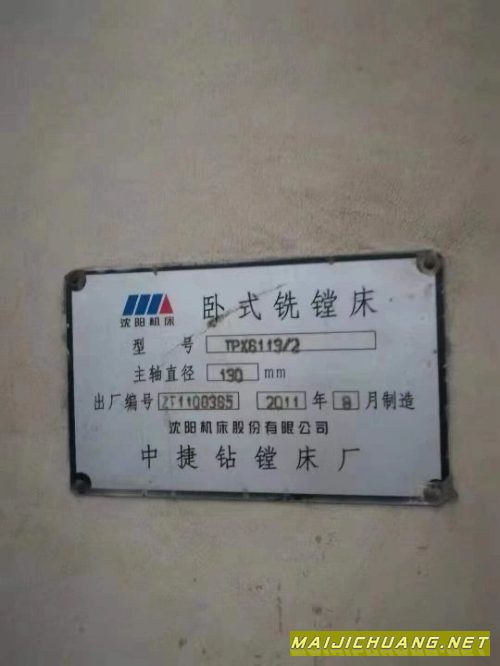 沈阳机床
卧式铣镗床
型 号 TPX6113/2
主轴直径 130 mm
出厂编号 ZT1100385 2011 年 8 月制造
沈阳机床股份有限公司
中捷钻镗床厂
MAIJICHUANG.NET